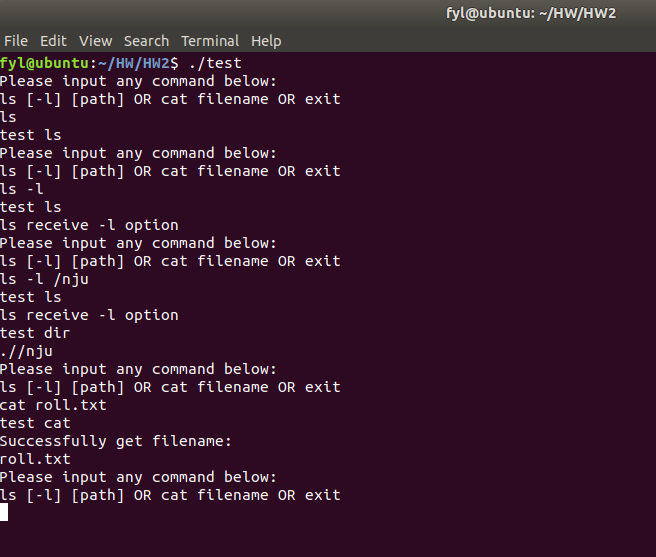 fyl@ubuntu: ~/HW/HW2
File Edit View Search Terminal Help
fyl@ubuntu:~/HW/HW2$ ./test
Please input any command below:
ls [-l] [path] OR cat filename OR exit
ls
test ls
Please input any command below:
ls [-l] [path] OR cat filename OR exit
ls -l
test ls
ls receive -l option
Please input any command below:
ls [-l] [path] OR cat filename OR exit
ls -l /nju
test ls
ls receive -l option
test dir
.//nju
Please input any command below:
ls [-l] [path] OR cat filename OR exit
cat roll.txt
test cat
Successfully get filename:
roll.txt
Please input any command below:
ls [-l] [path] OR cat filename OR exit